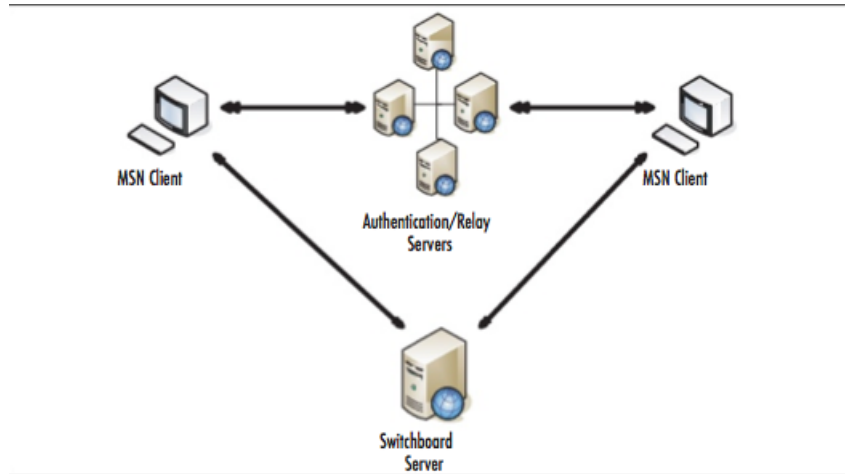 MSN Client
MSN Client
Authentication/Relay
Servers
Switchboard
Server